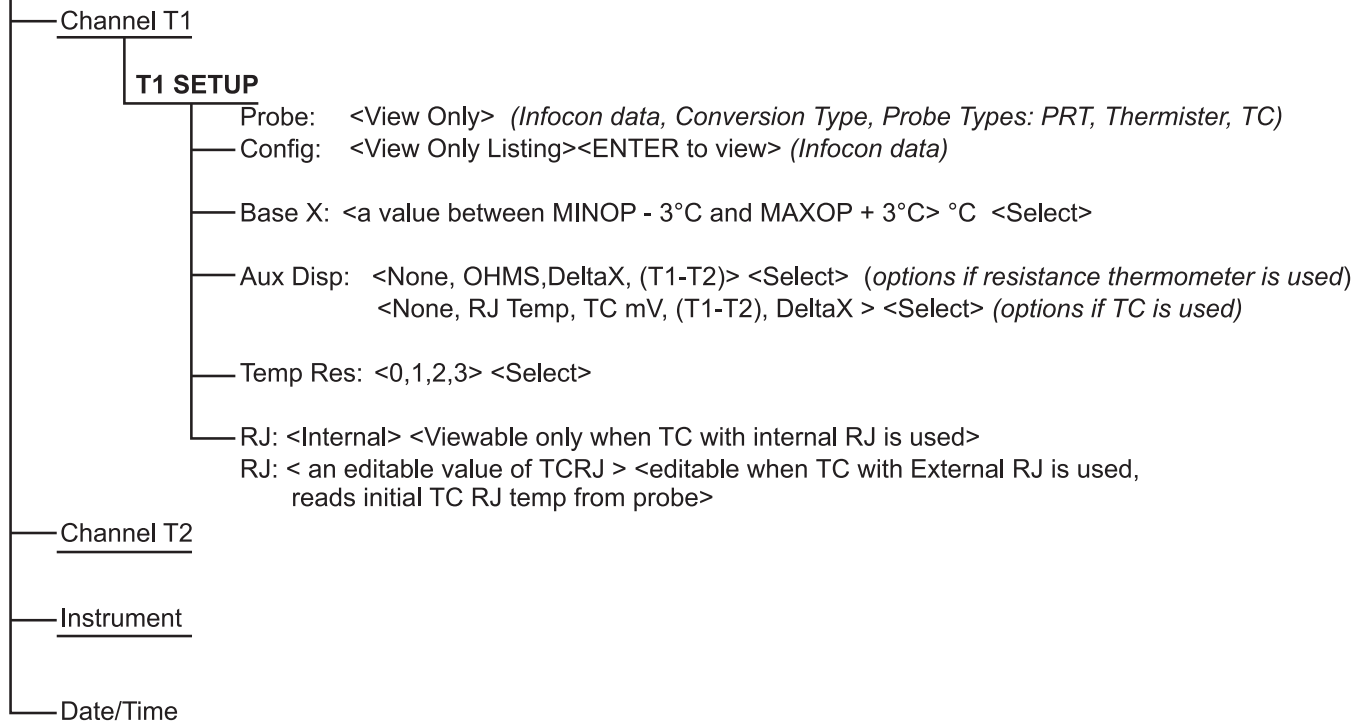 Channel T1
T1 SETUP
Probe: <View Only> (Infocon data, Conversion Type, Probe Types: PRT, Thermister, TC)
Config: <View Only Listing><ENTER to view> (Infocon data)
Base X: <a value between MINOP - 3°C and MAXOP + 3°C> °C <Select>
Aux Disp: <None, OHMS,DeltaX, (T1-T2)> <Select> (options if resistance thermometer is used)
<None, RJ Temp, TC mV, (T1-T2), DeltaX > <Select> (options if TC is used)
Temp Res: <0,1,2,3> <Select>
RJ: <Internal> <Viewable only when TC with internal RJ is used>
RJ: < an editable value of TCRJ > <editable when TC with External RJ is used,
reads initial TC RJ temp from probe>
Channel T2
Instrument
Date/Time